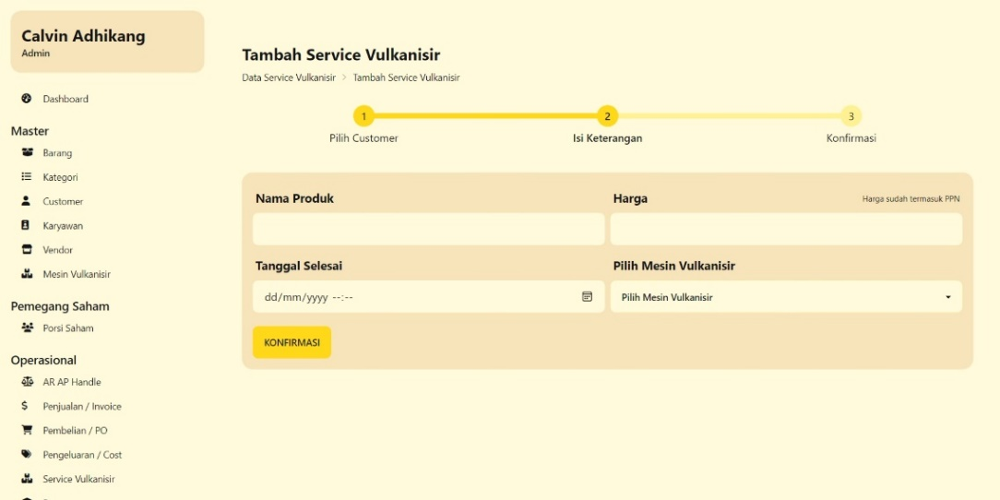 Calvin Adhikang
Admin
Dashboard
Master
Barang
Kategori
Customer
Karyawan
Vendor
Mesin Vulkanisir
Pemegang Saham
Porsi Saham
Operasional
AR AP Handle
Penjualan / Invoice
Pembelian / PO
Pengeluaran / Cost
Service Vulkanisir
Tambah Service Vulkanisir
Data Service Vulkanisir > Tambah Service Vulkanisir
1 2 3
Pilih Customer Isi Keterangan Konfirmasi
Nama Produk
Harga Harga sudah termasuk PPN
Tanggal Selesai
dd/mm/yyyy --:--
Pilih Mesin Vulkanisir
Pilih Mesin Vulkanisir
KONFIRMASI